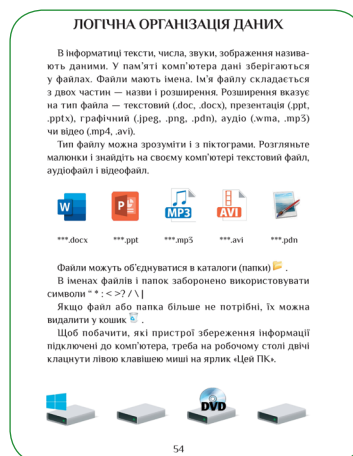 ЛОГІЧНА ОРГАНІЗАЦІЯ ДАНИХ
В інформатиці тексти, числа, звуки, зображення назива-
ють даними. У пам’яті комп’ютера дані зберігаються
у файлах. Файли мають імена. Ім’я файлу складається
з двох частин — назви і розширення. Розширення вказує
на тип файла — текстовий (.doc, .docx), презентація (.ppt,
.pptx), графічний (.jpeg, .png, .pdn), аудіо (.wma, .mp3)
чи відео (.mp4, .avi).
Тип файлу можна зрозуміти і з піктограми. Розгляньте
малюнки і знайдіть на своєму комп’ютері текстовий файл,
аудіофайл і відеофайл.
W P MP3 AVI
***.docx ***.ppt ***.mp3 ***.avi ***.pdn
Файли можуть об’єднуватися в каталоги (папки) .
В іменах файлів і папок заборонено використовувати
символи “ * : < >? / \ |
Якщо файл або папка більше не потрібні, їх можна
видалити у кошик .
Щоб побачити, які пристрої збереження інформації
підключені до комп’ютера, треба на робочому столі двічі
клацнути лівою клавішею миші на ярлик «Цей ПК».
DVD
54